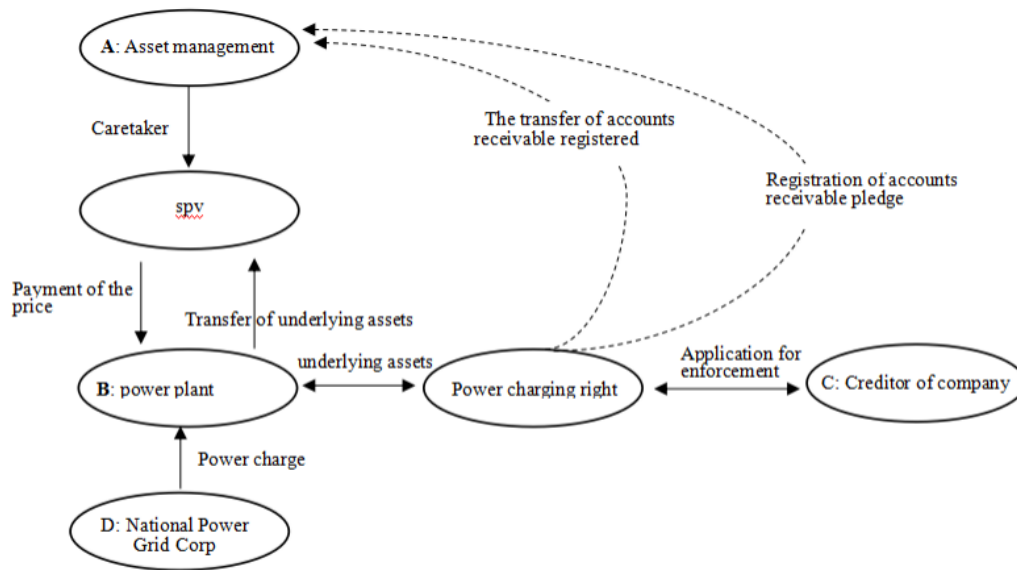 A: Asset management
The transfer of accounts
receivable registered
Caretaker
Registration of accounts
receivable pledge
spv
Payment of the
price
Transfer of underlying assets
underlying assets
Application for
enforcement
B: power plant
Power charging right
C: Creditor of company
Power charge
D: National Power
Grid Corp